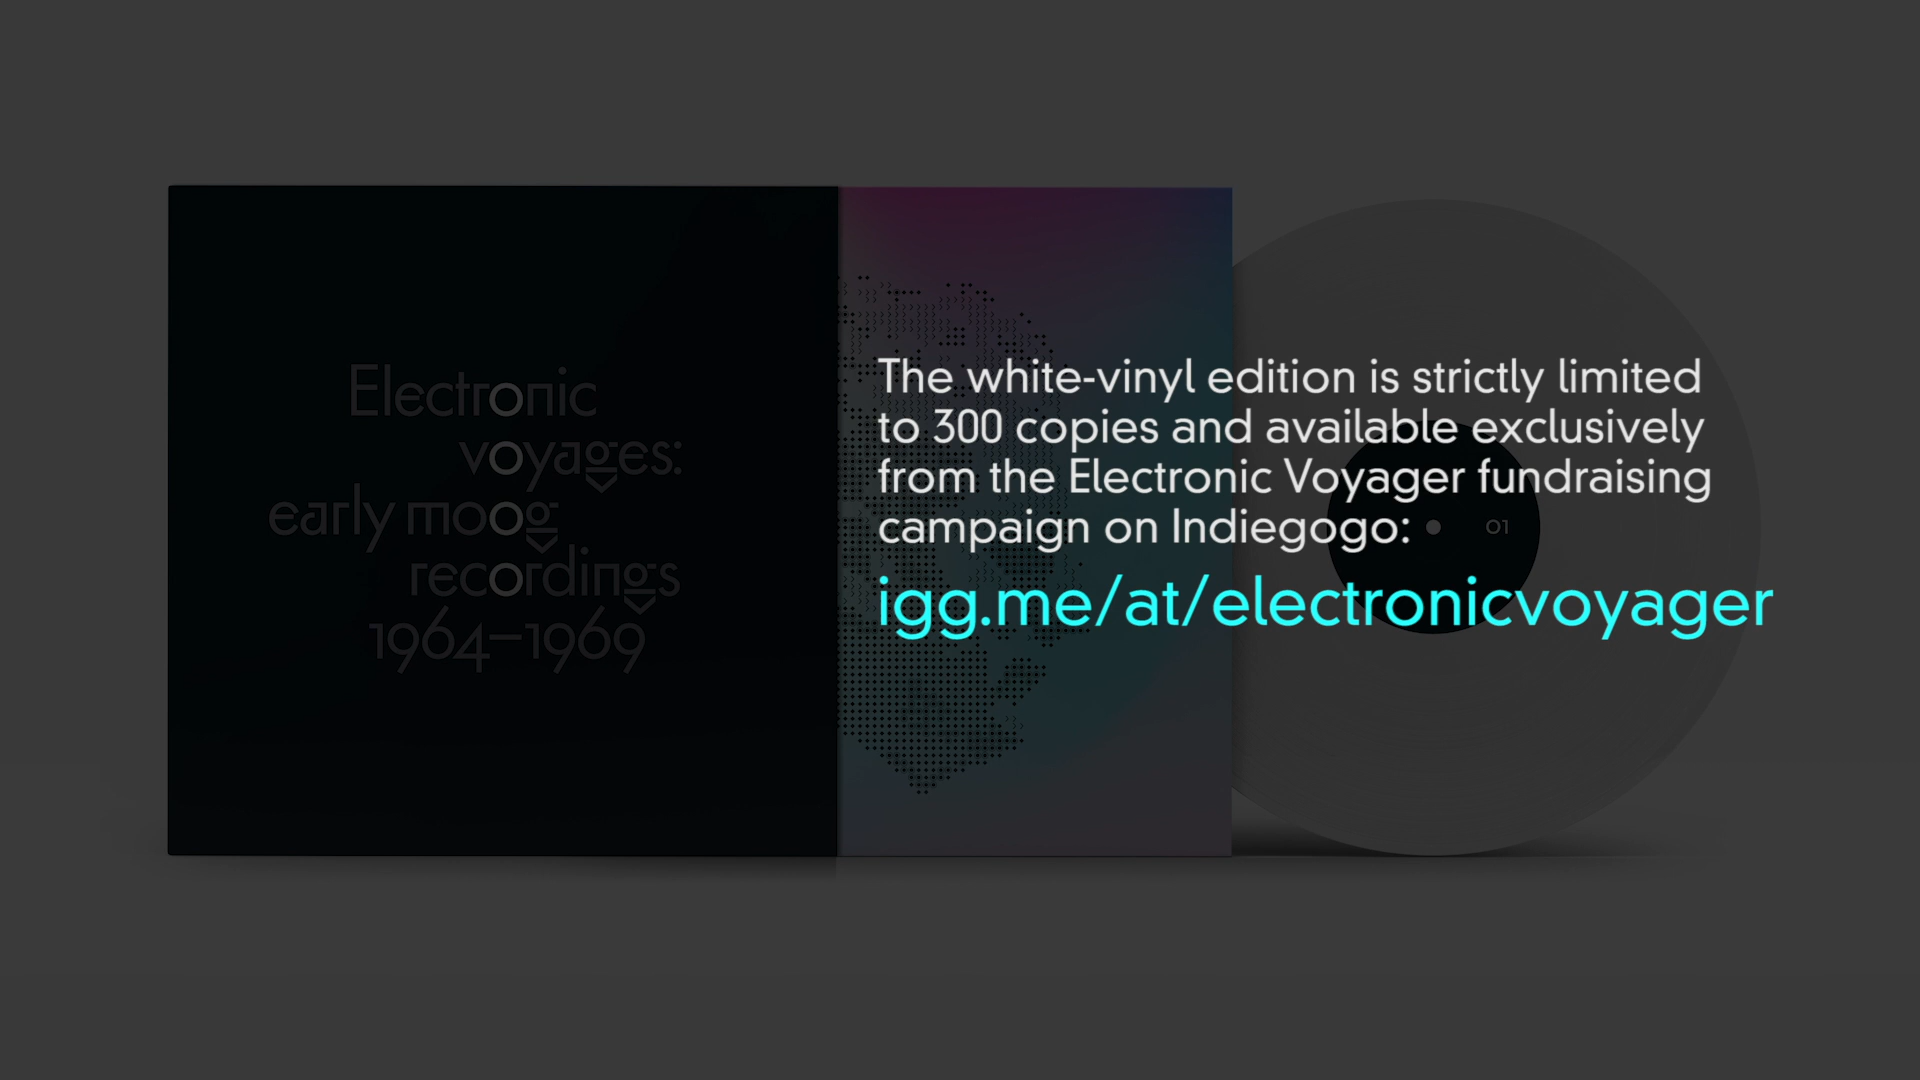 Electronic
voyages:
early moog
recordings
1964–1969
The white-vinyl edition is strictly limited
to 300 copies and available exclusively
from the Electronic Voyager fundraising
campaign on Indiegogo:
igg.me/at/electronicvoyager
01